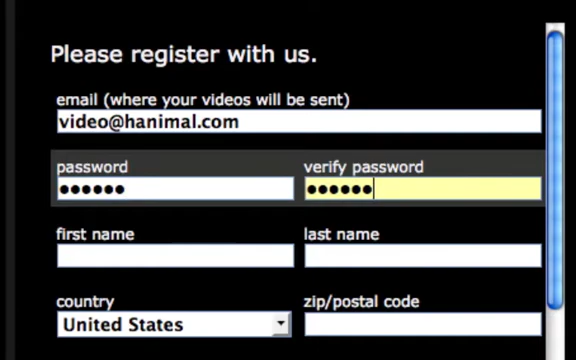 Please register with us.
email (where your videos will be sent)
video@hanimal.com
password verify password
●●●●●● ●●●●●●
first name last name
country zip/postal code
United States